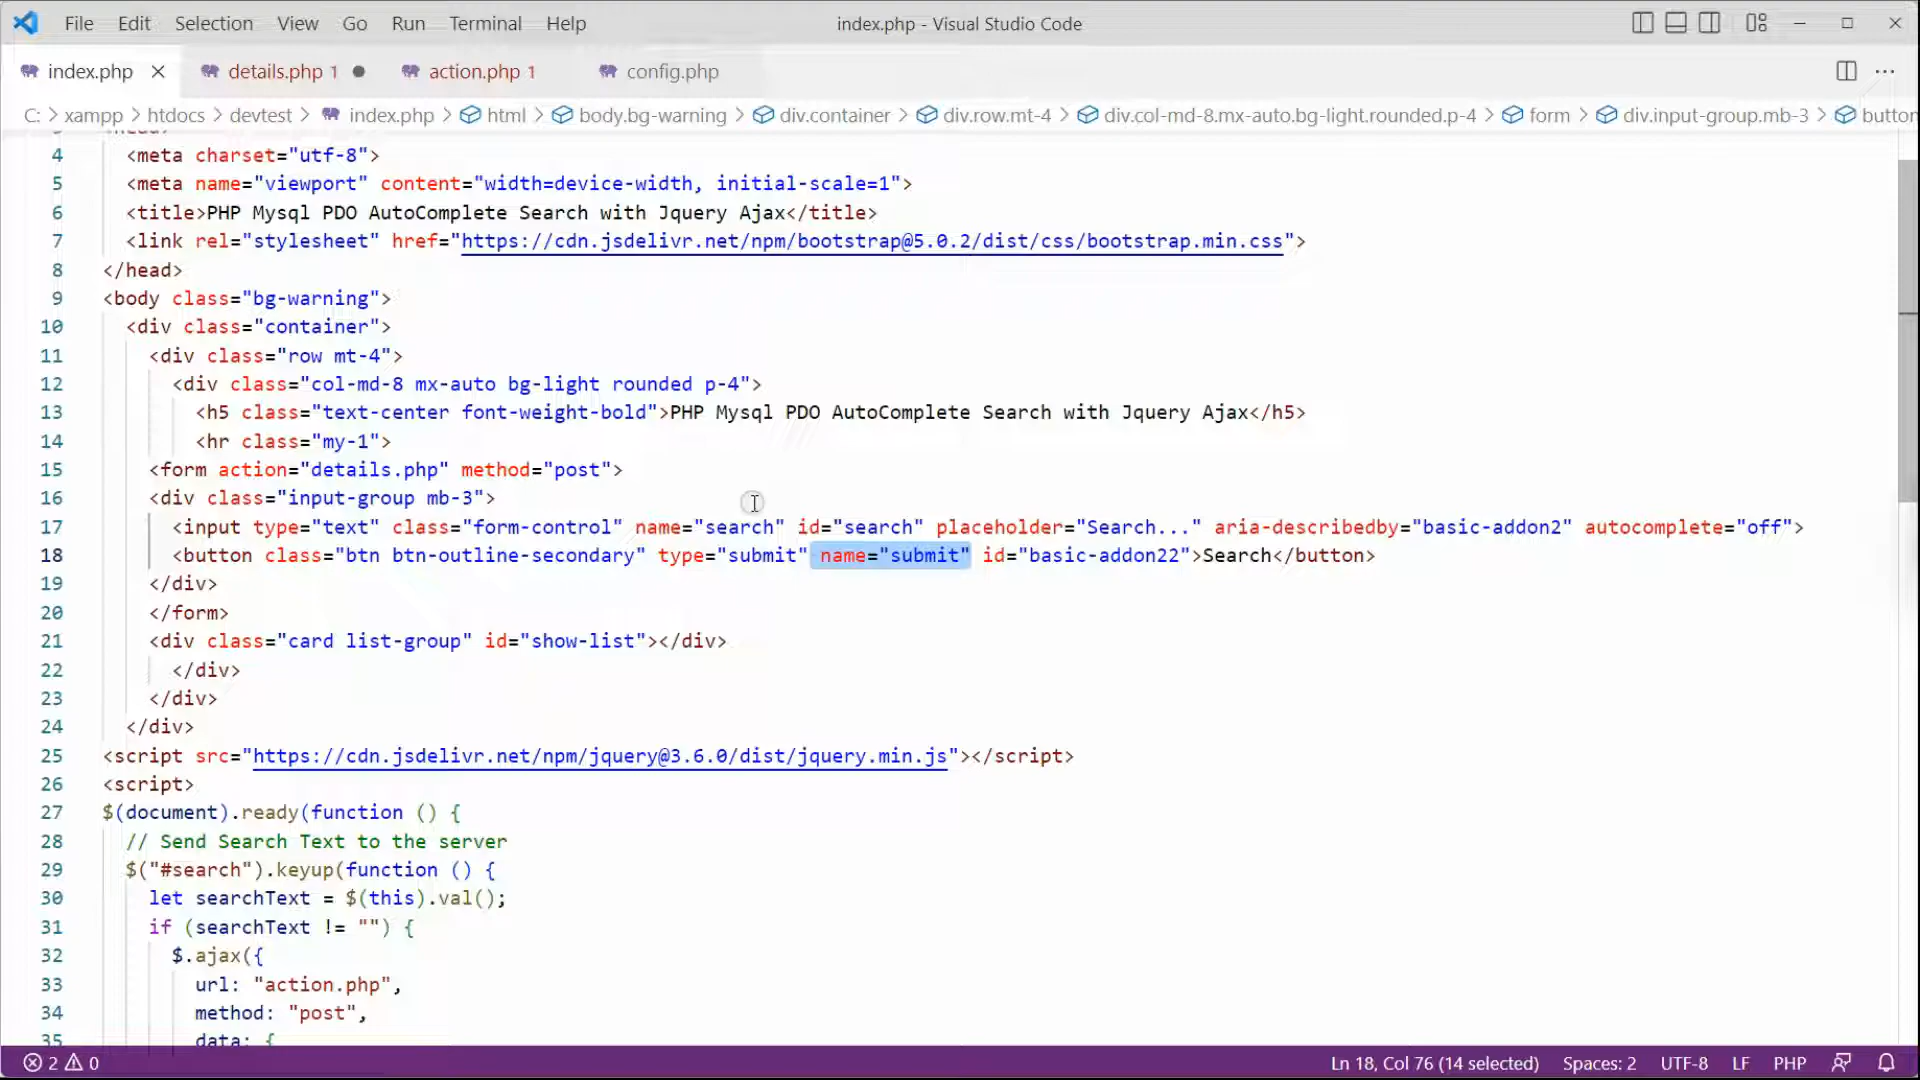 File Edit Selection View Go Run Terminal Help index.php - Visual Studio Code
index.php details.php 1 action.php 1 config.php
C: > xampp > htdocs > devtest > index.php > html > body.bg-warning > div.container > div.row.mt-4 > div.col-md-8.mx-auto.bg-light.rounded.p-4 > form > div.input-group.mb-3 > button
4 <meta charset="utf-8">
5 <meta name="viewport" content="width=device-width, initial-scale=1">
6 <title>PHP Mysql PDO AutoComplete Search with Jquery Ajax</title>
7 <link rel="stylesheet" href="https://cdn.jsdelivr.net/npm/bootstrap@5.0.2/dist/css/bootstrap.min.css">
8 </head>
9 <body class="bg-warning">
10 <div class="container">
11 <div class="row mt-4">
12 <div class="col-md-8 mx-auto bg-light rounded p-4">
13 <h5 class="text-center font-weight-bold">PHP Mysql PDO AutoComplete Search with Jquery Ajax</h5>
14 <hr class="my-1">
15 <form action="details.php" method="post">
16 <div class="input-group mb-3">
17 <input type="text" class="form-control" name="search" id="search" placeholder="Search..." aria-describedby="basic-addon2" autocomplete="off">
18 <button class="btn btn-outline-secondary" type="submit" name="submit" id="basic-addon22">Search</button>
19 </div>
20 </form>
21 <div class="card list-group" id="show-list"></div>
22 </div>
23 </div>
24 </div>
25 <script src="https://cdn.jsdelivr.net/npm/jquery@3.6.0/dist/jquery.min.js"></script>
26 <script>
27 $(document).ready(function () {
28 // Send Search Text to the server
29 $("#search").keyup(function () {
30 let searchText = $(this).val();
31 if (searchText != "") {
32 $.ajax({
33 url: "action.php",
34 method: "post",
35 data: {
2 0 Ln 18, Col 76 (14 selected) Spaces: 2 UTF-8 LF PHP